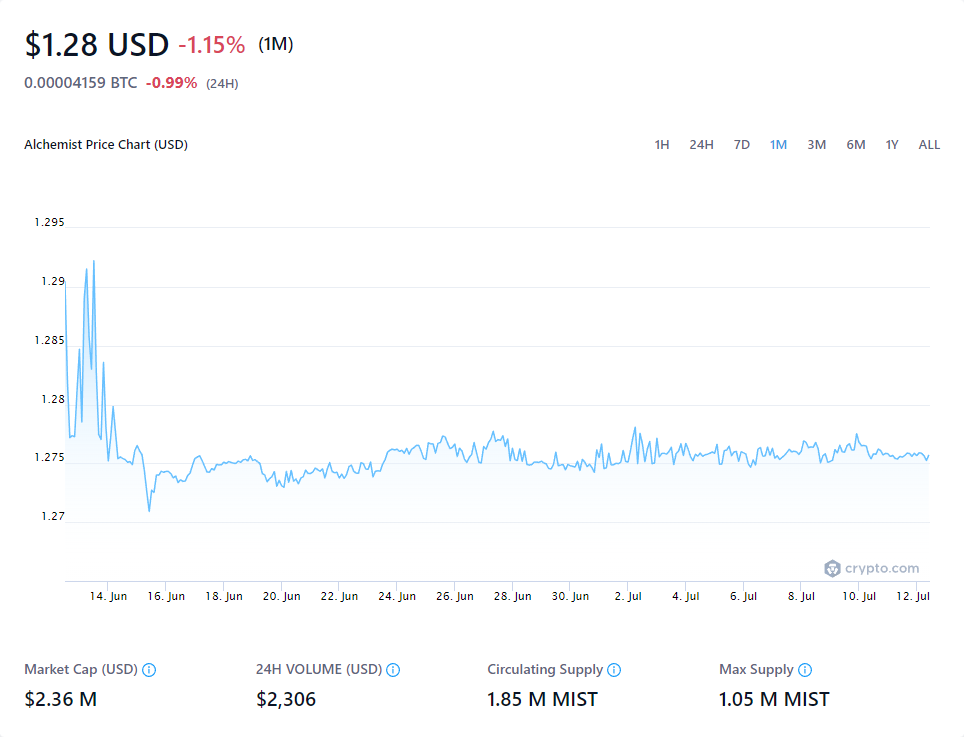 $1.28 USD -1.15% (1M)
0.00004159 BTC -0.99% (24H)
Alchemist Price Chart (USD) 1H 24H 7D 1M 3M 6M 1Y ALL
1.295
1.29
1.285
1.28
1.275
1.27
crypto.com
14. Jun 16. Jun 18. Jun 20. Jun 22. Jun 24. Jun 26. Jun 28. Jun 30. Jun 2. Jul 4. Jul 6. Jul 8. Jul 10. Jul 12. Jul
Market Cap (USD) 24H VOLUME (USD) Circulating Supply Max Supply
$2.36 M $2,306 1.85 M MIST 1.05 M MIST